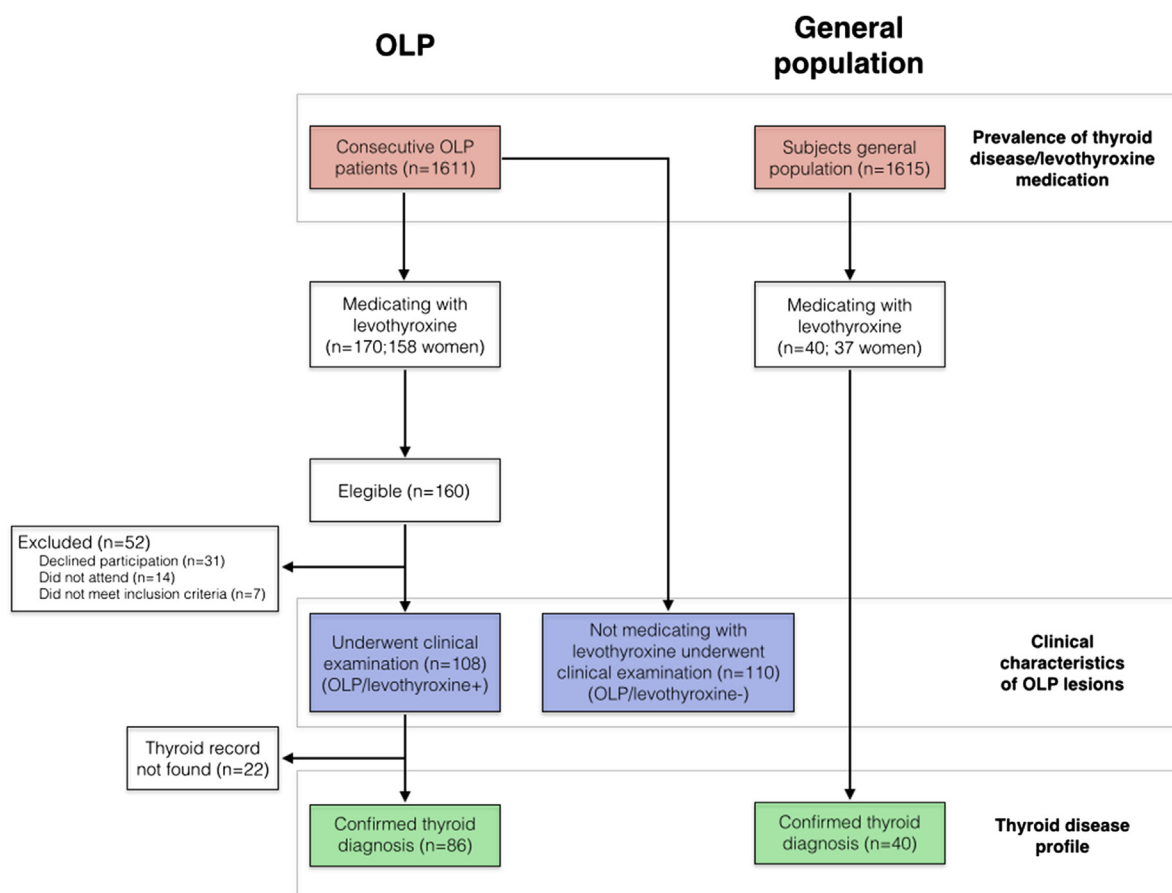 OLP
General
population
Consecutive OLP
patients (n=1611)
Subjects general
population (n=1615)
Prevalence of thyroid
disease/levothyroxine
medication
Medicating with
levothyroxine
(n=170;158 women)
Medicating with
levothyroxine
(n=40; 37 women)
Elegible (n=160)
Excluded (n=52)
Declined participation (n=31)
Did not attend (n=14)
Did not meet inclusion criteria (n=7)
Underwent clinical
examination (n=108)
(OLP/levothyroxine+)
Not medicating with
levothyroxine underwent
clinical examination (n=110)
(OLP/levothyroxine-)
Clinical
characteristics
of OLP lesions
Thyroid record
not found (n=22)
Confirmed thyroid
diagnosis (n=86)
Confirmed thyroid
diagnosis (n=40)
Thyroid disease
profile